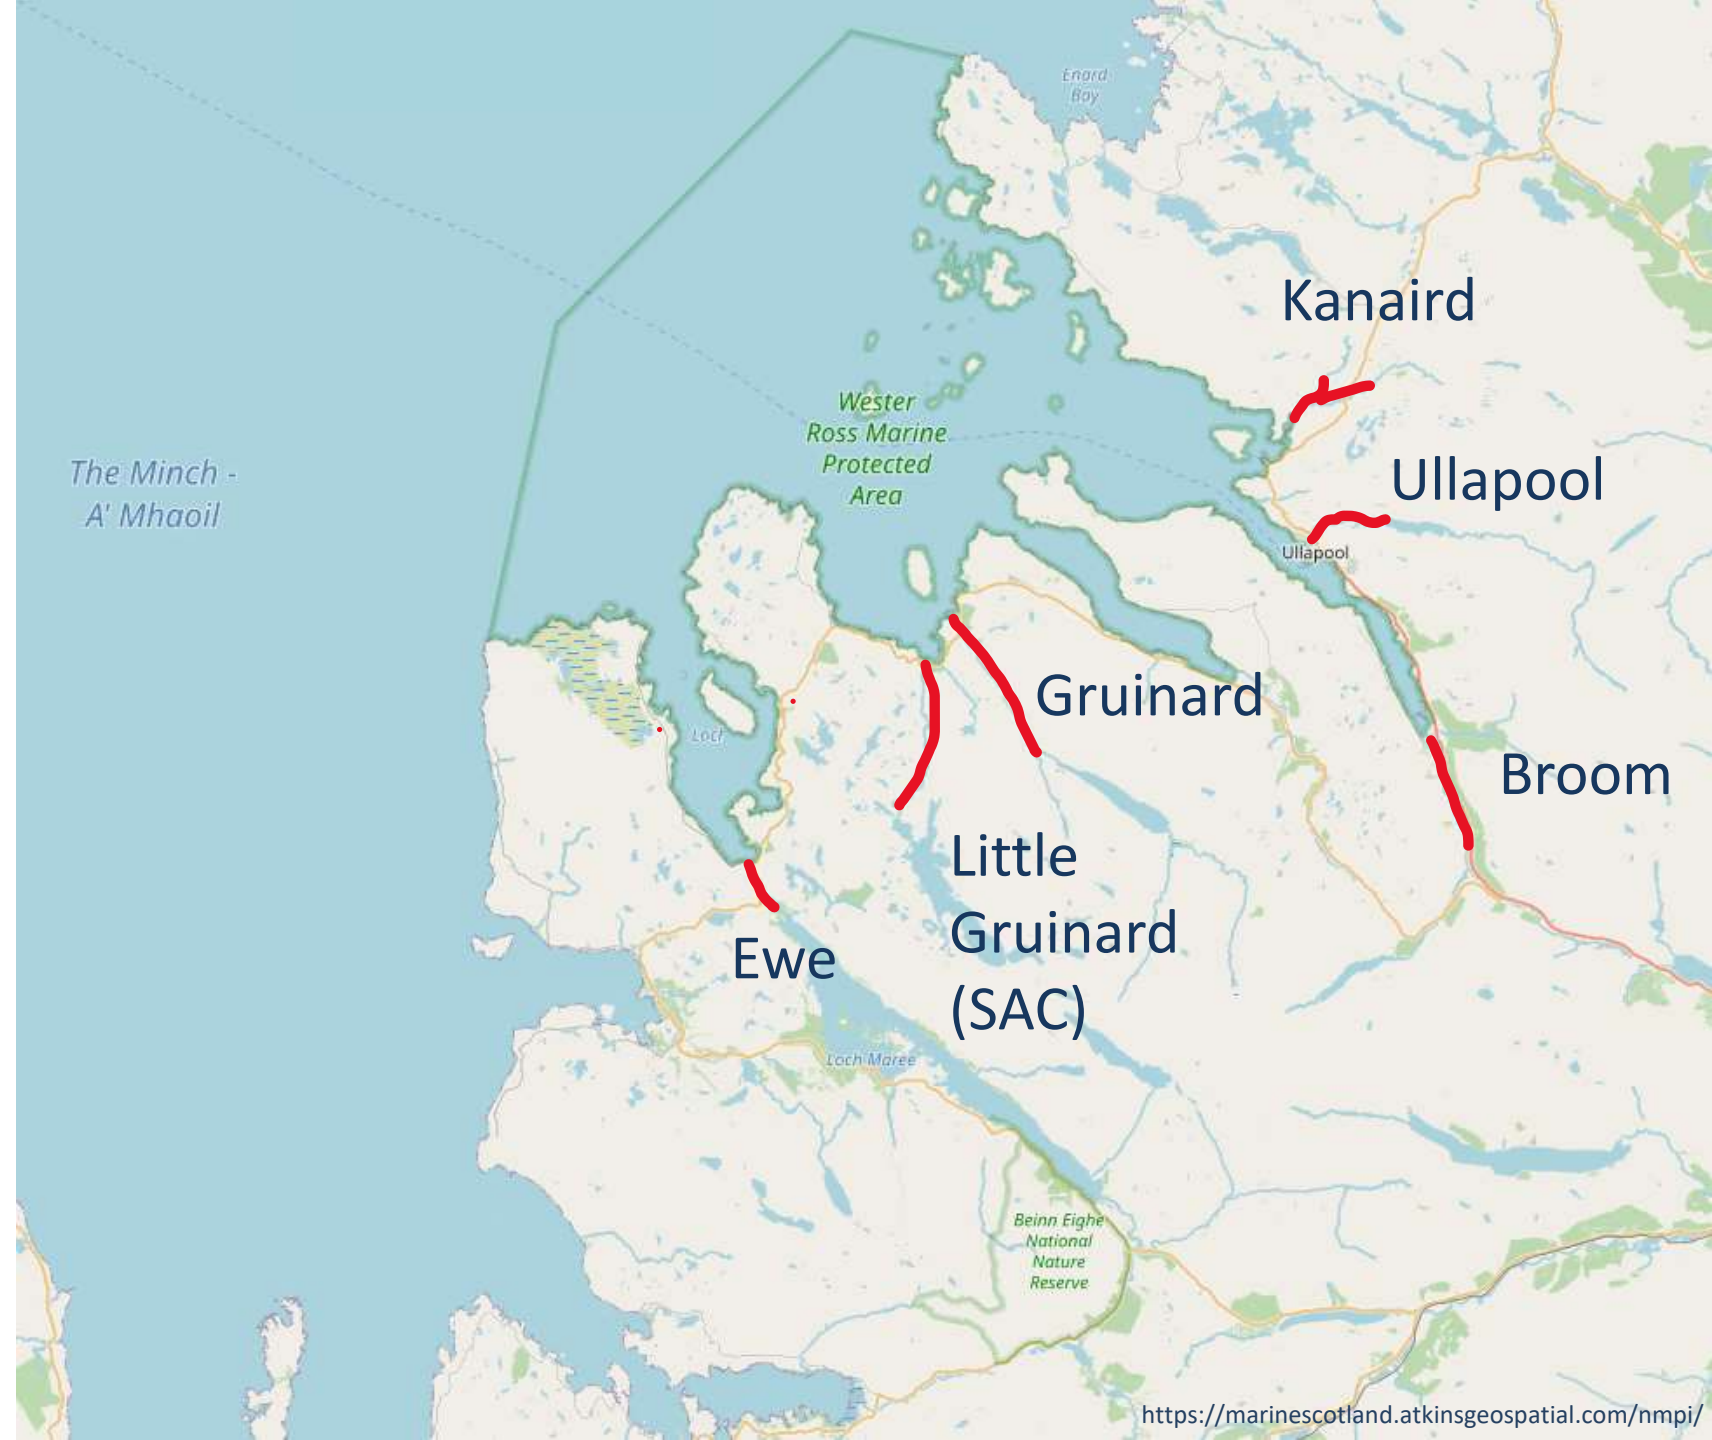 Enard
Bay
Kanaird
Wester
Ross Marine
Protected
Area
The Minch -
A' Mhaoil
Ullapool
Ullapool
Gruinard
Loch
Broom
Little
Gruinard
(SAC)
Ewe
Loch Maree
Beinn Eighe
National
Nature
Reserve
https://marinescotland.atkinsgeospatial.com/nmpi/